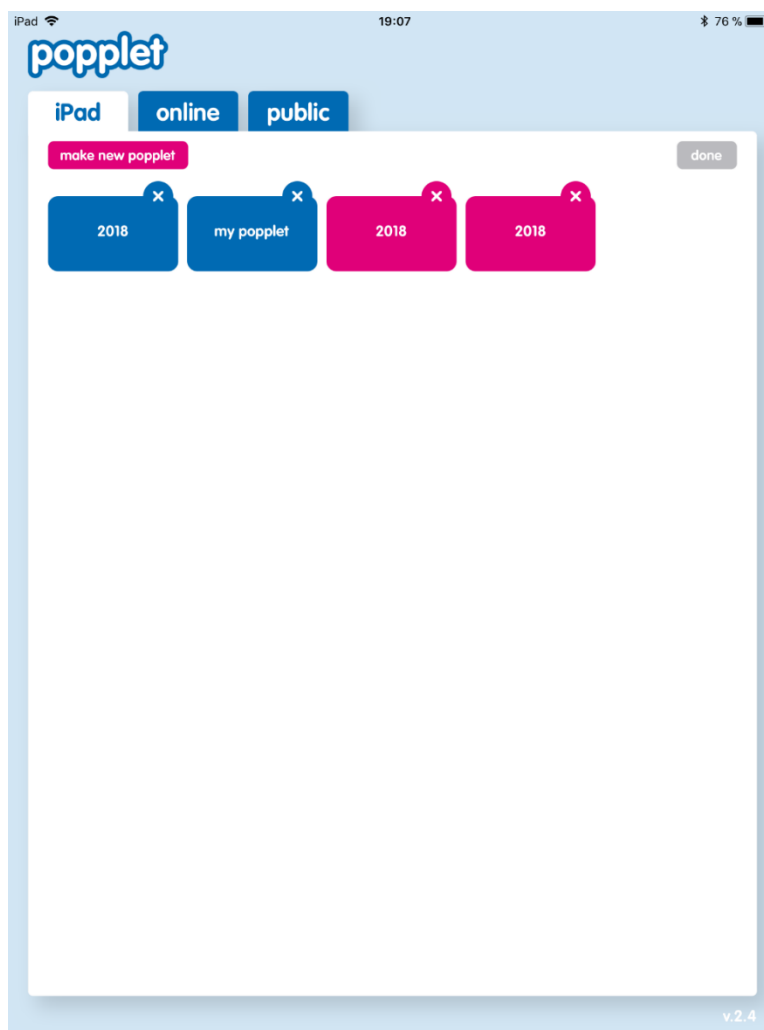 iPad 19:07 76 %
popplet
iPad online public
make new popplet done
2018 my popplet 2018 2018
v.2.4